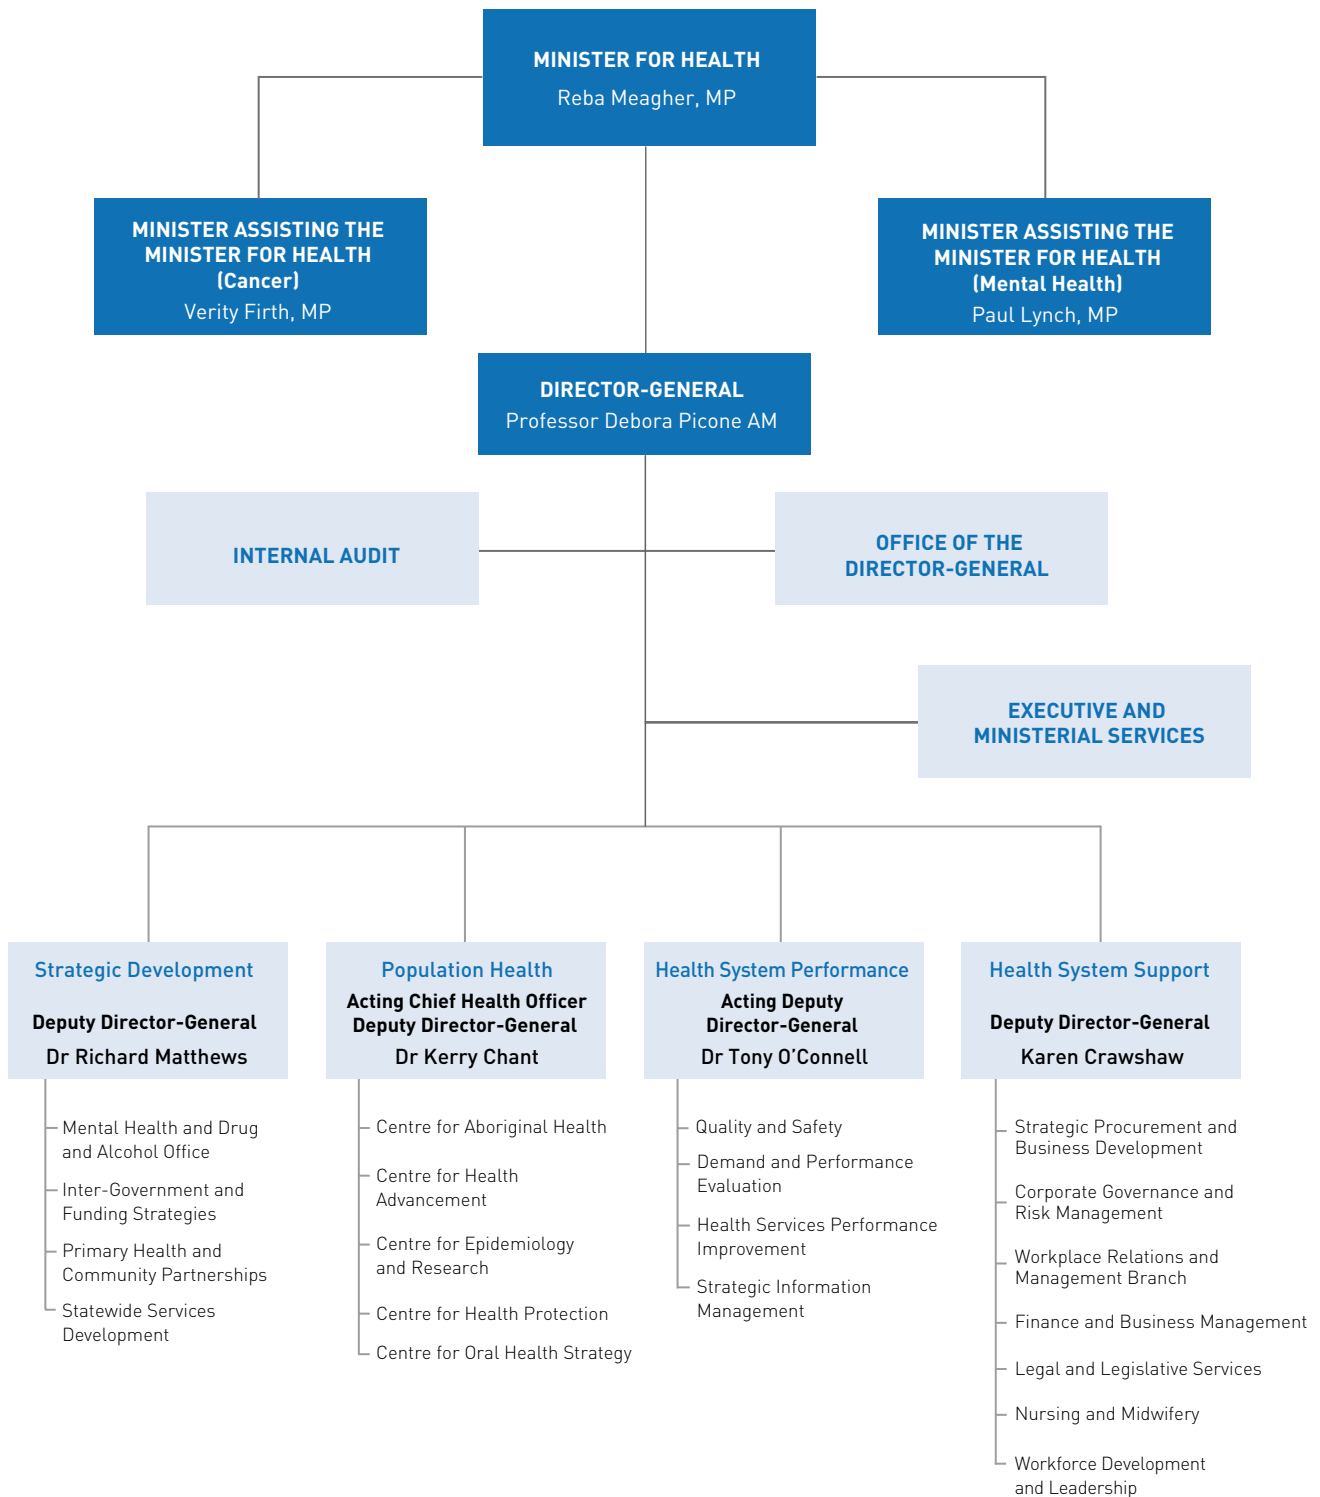 MINISTER FOR HEALTH
Reba Meagher, MP
MINISTER ASSISTING THE
MINISTER FOR HEALTH
(Cancer)
Verity Firth, MP
MINISTER ASSISTING THE
MINISTER FOR HEALTH
(Mental Health)
Paul Lynch, MP
DIRECTOR-GENERAL
Professor Debora Picone AM
INTERNAL AUDIT
OFFICE OF THE
DIRECTOR-GENERAL
EXECUTIVE AND
MINISTERIAL SERVICES
Strategic Development
Deputy Director-General
Dr Richard Matthews
Mental Health and Drug
and Alcohol Office
Inter-Government and
Funding Strategies
Primary Health and
Community Partnerships
Statewide Services
Development
Population Health
Acting Chief Health Officer
Deputy Director-General
Dr Kerry Chant
Centre for Aboriginal Health
Centre for Health
Advancement
Centre for Epidemiology
and Research
Centre for Health Protection
Centre for Oral Health Strategy
Health System Performance
Acting Deputy
Director-General
Dr Tony O'Connell
Quality and Safety
Demand and Performance
Evaluation
Health Services Performance
Improvement
Strategic Information
Management
Health System Support
Deputy Director-General
Karen Crawshaw
Strategic Procurement and
Business Development
Corporate Governance and
Risk Management
Workplace Relations and
Management Branch
Finance and Business Management
Legal and Legislative Services
Nursing and Midwifery
Workforce Development
and Leadership